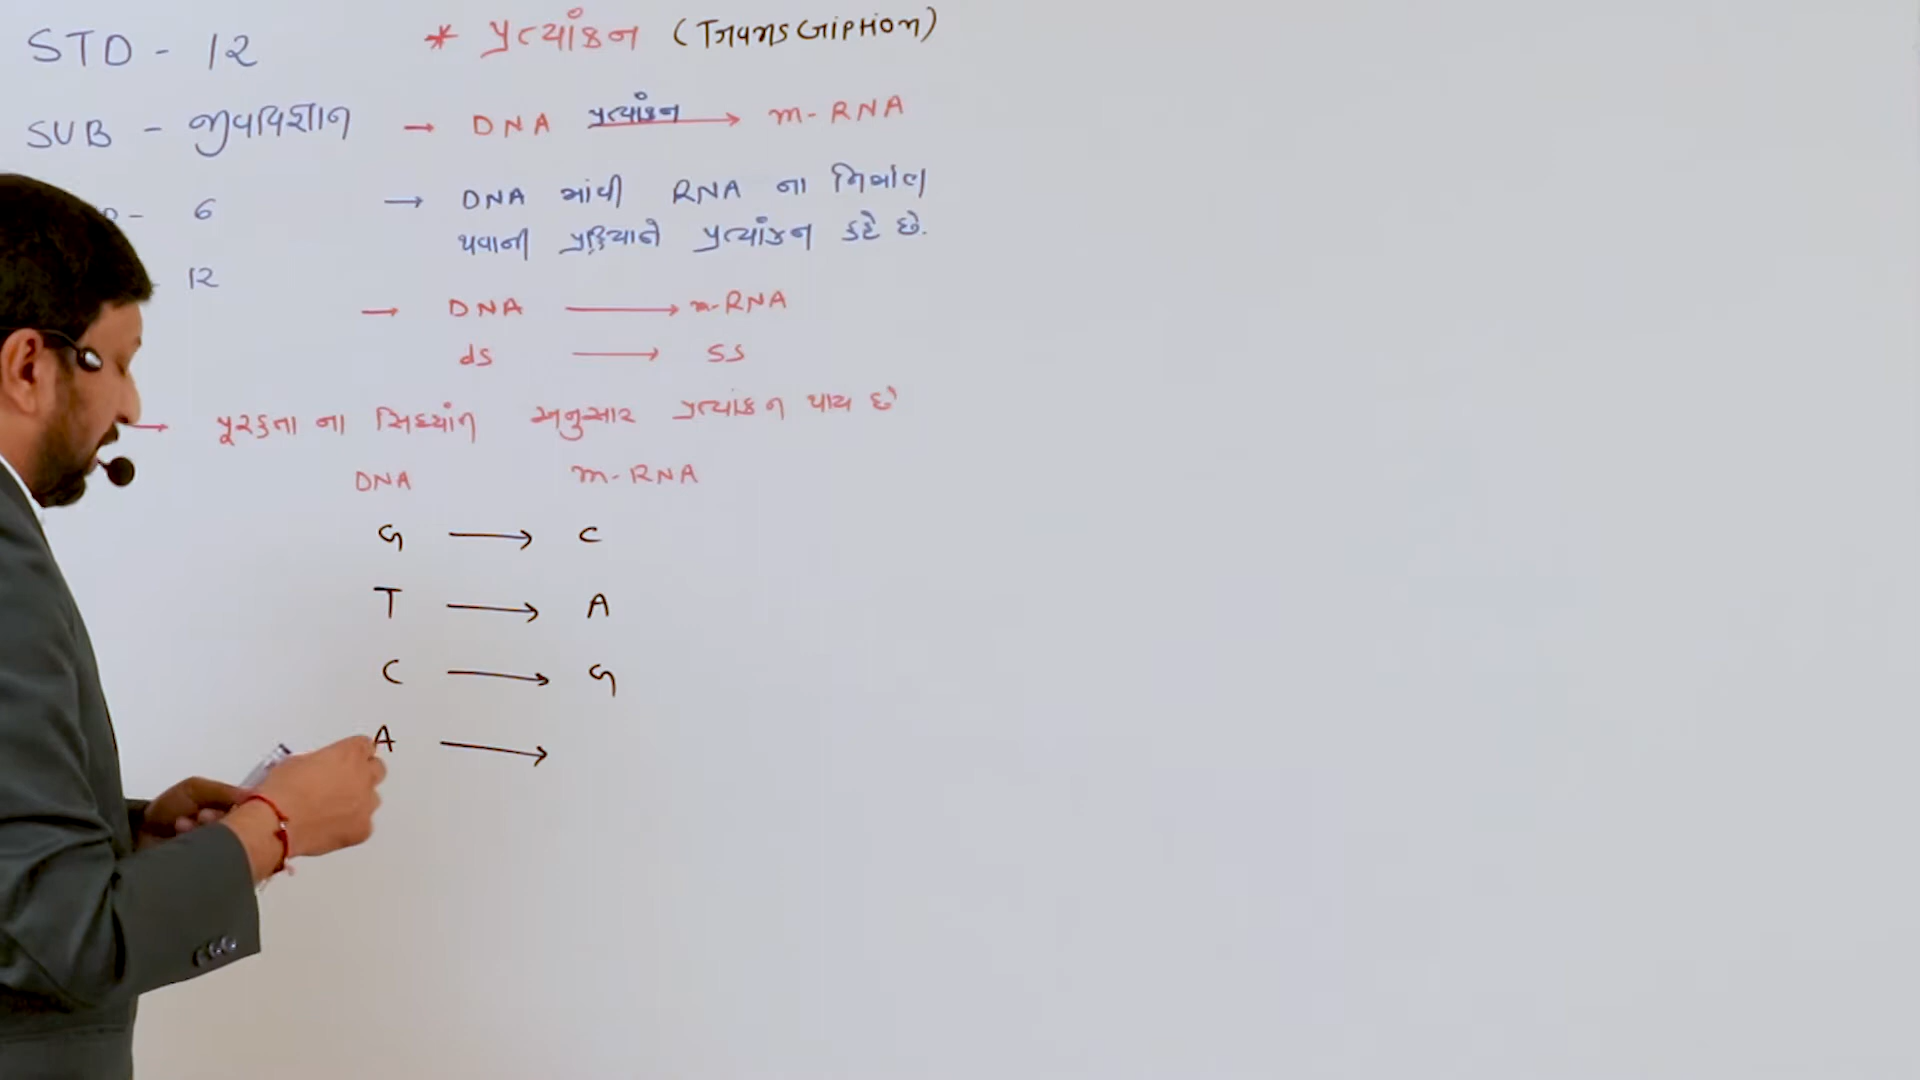 STD - 12
* પ્રત્યાંકન (Transcription)
SUB - જીવવિજ્ઞાન
→ DNA પ્રત્યાંકન → m-RNA
- 6
→ DNA માંથી RNA ના નિર્માણ
થવાની પ્રક્રિયાને પ્રત્યાંકન કહે છે.
12
→ DNA → m-RNA
ds → ss
→ પૂરકતા ના સિધ્ધાંત અનુસાર પ્રત્યાંકન થાય છે
DNA m-RNA
G → C
T → A
C → G
A →